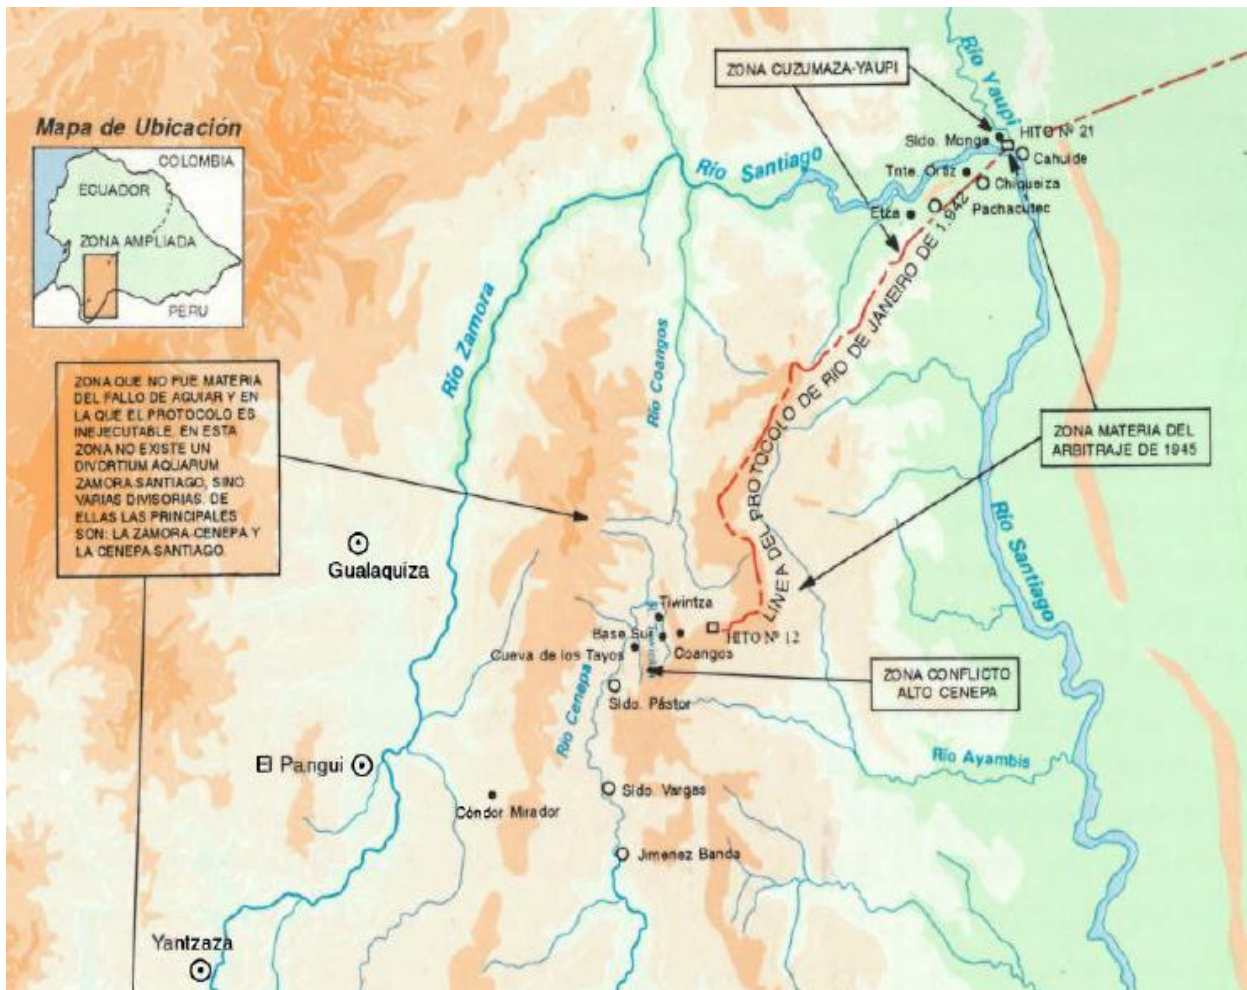 Mapa de Ubicación
COLOMBIA
ECUADOR
ZONA AMPLIADA
PERU
ZONA CUZUMAZA-YAUPI
Río Yaupi
HITO Nº 21
Sldo. Monge
Cahuide
Tnte. Ortiz
Chiqueiza
Etza
Pachacutec
Río Santiago
Río Zamora
Río Coangos
LINEA DEL PROTOCOLO DE RIO DE JANEIRO DE 1.942
ZONA QUE NO FUE MATERIA
DEL FALLO DE AGUIAR Y EN
LA QUE EL PROTOCOLO ES
INEJECUTABLE. EN ESTA
ZONA NO EXISTE UN
DIVORTIUM AQUARUM
ZAMORA-SANTIAGO, SINO
VARIAS DIVISORIAS. DE
ELLAS LAS PRINCIPALES
SON: LA ZAMORA-CENEPA Y
LA CENEPA-SANTIAGO.
ZONA MATERIA DEL
ARBITRAJE DE 1945
Gualaquiza
Río Santiago
Tiwintza
Base Sur
HITO Nº 12
Cueva de los Tayos
Coangos
ZONA CONFLICTO
ALTO CENEPA
Sldo. Pástor
Río Cenepa
El Pangui
Río Ayambis
Sldo. Vargas
Cóndor Mirador
Jimenez Banda
Yantzaza